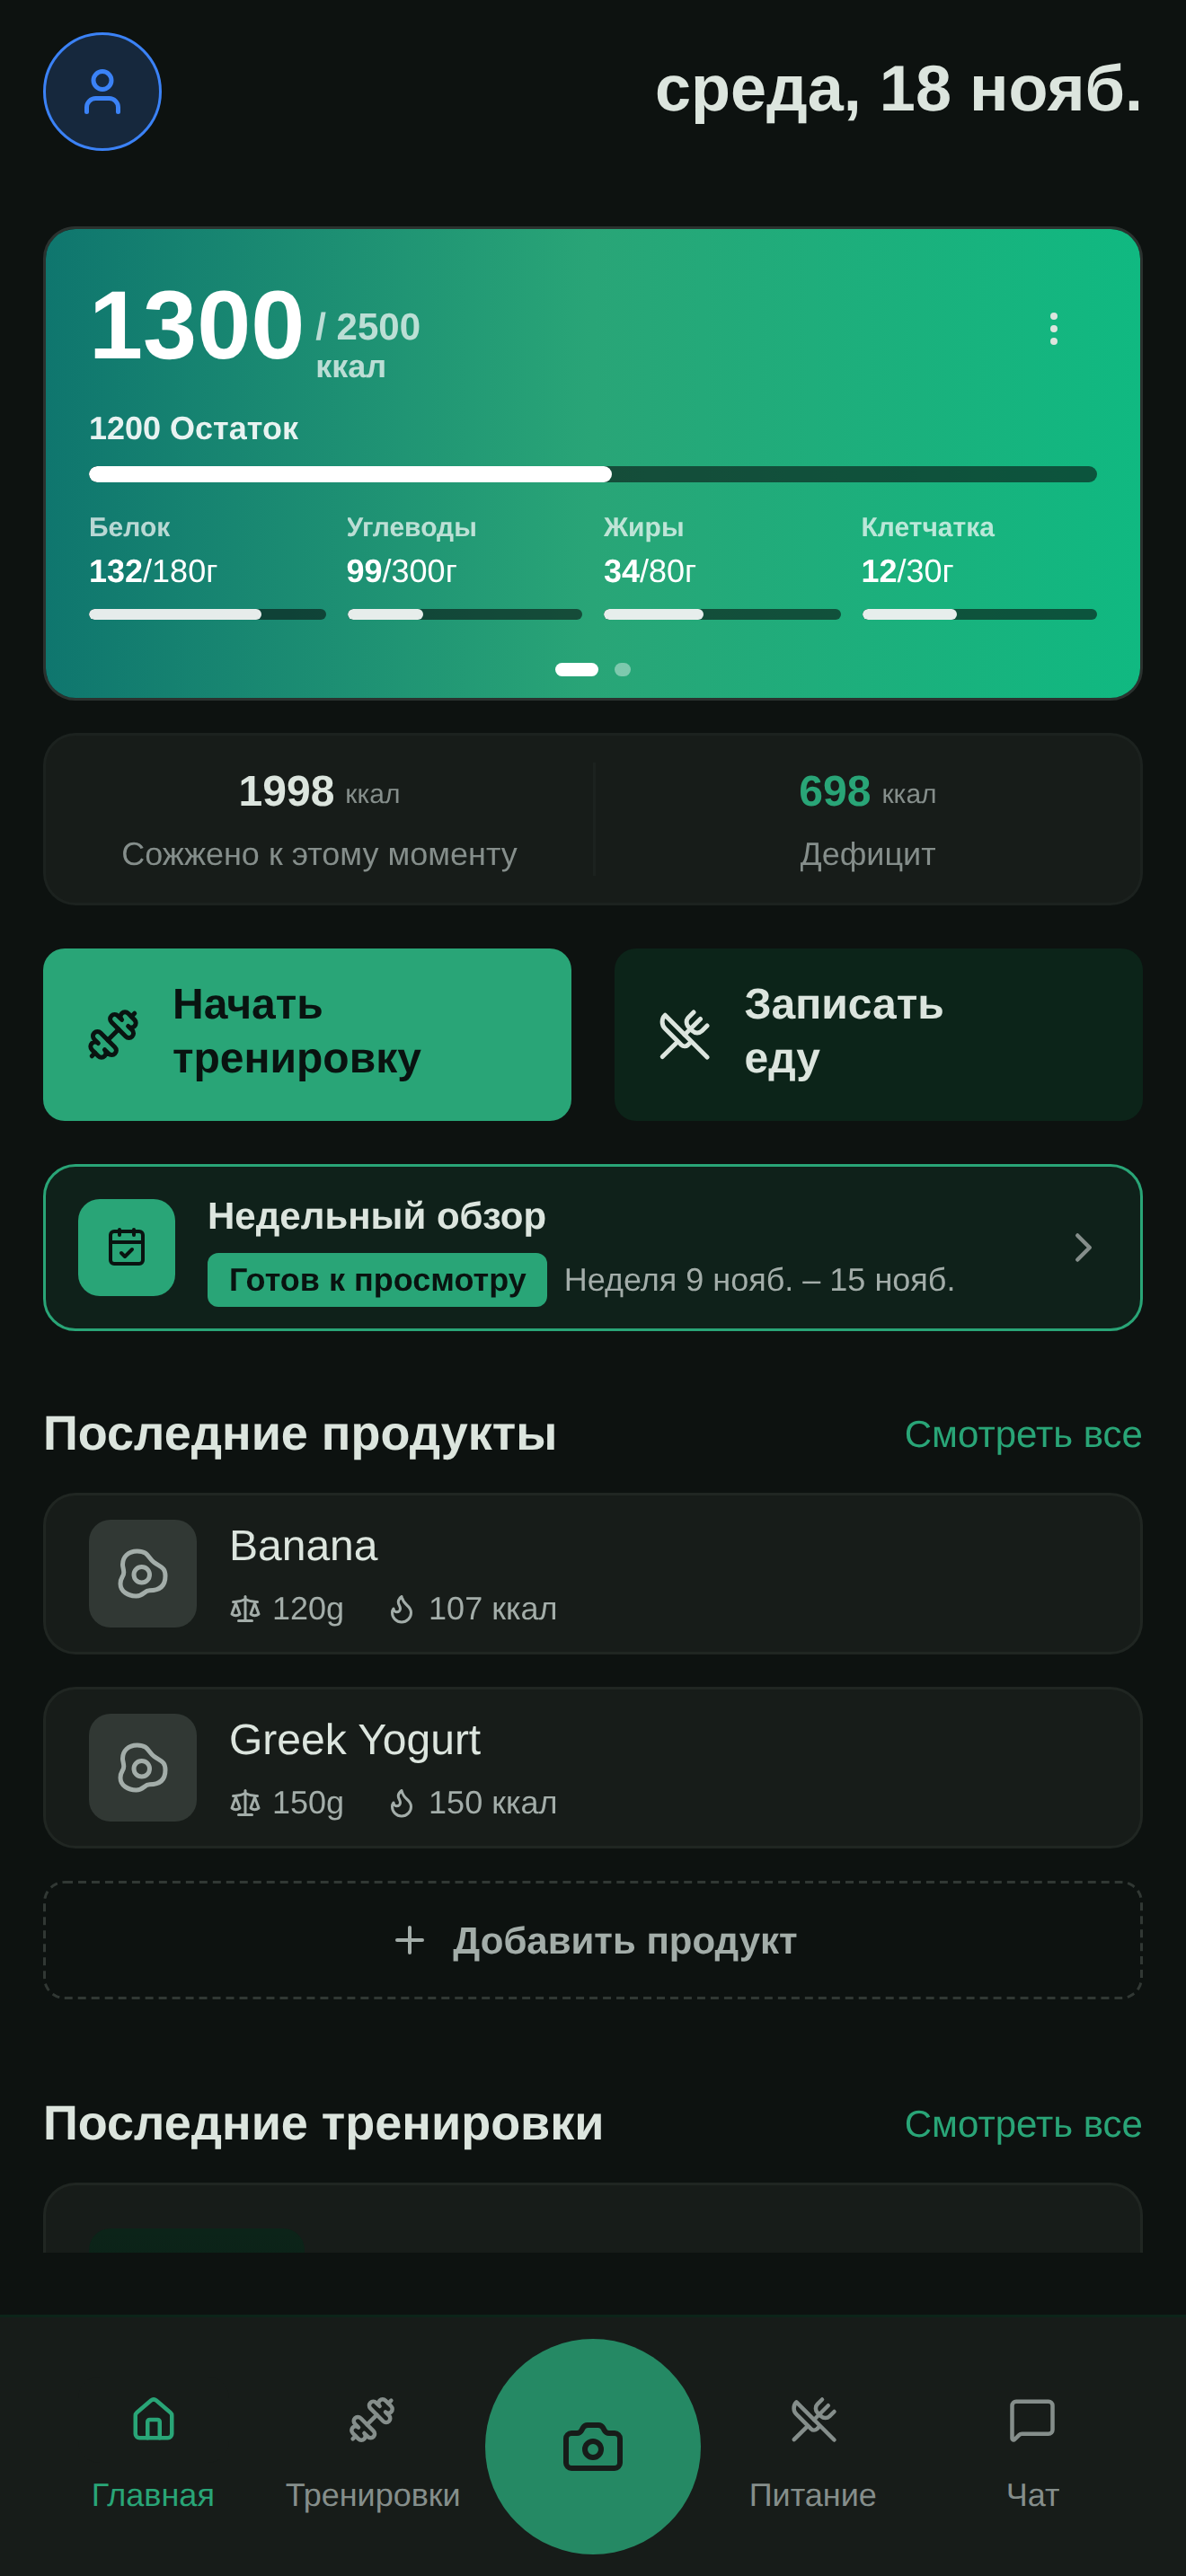 среда, 18 нояб.
1300 / 2500
ккал
1200 Остаток
Белок Углеводы Жиры Клетчатка
132/180г 99/300г 34/80г 12/30г
1998 ккал 698 ккал
Сожжено к этому моменту Дефицит
Начать
тренировку
Записать
еду
Недельный обзор
Готов к просмотру Неделя 9 нояб. – 15 нояб.
Последние продукты Смотреть все
Banana
120g 107 ккал
Greek Yogurt
150g 150 ккал
Добавить продукт
Последние тренировки Смотреть все
Главная Тренировки Питание Чат